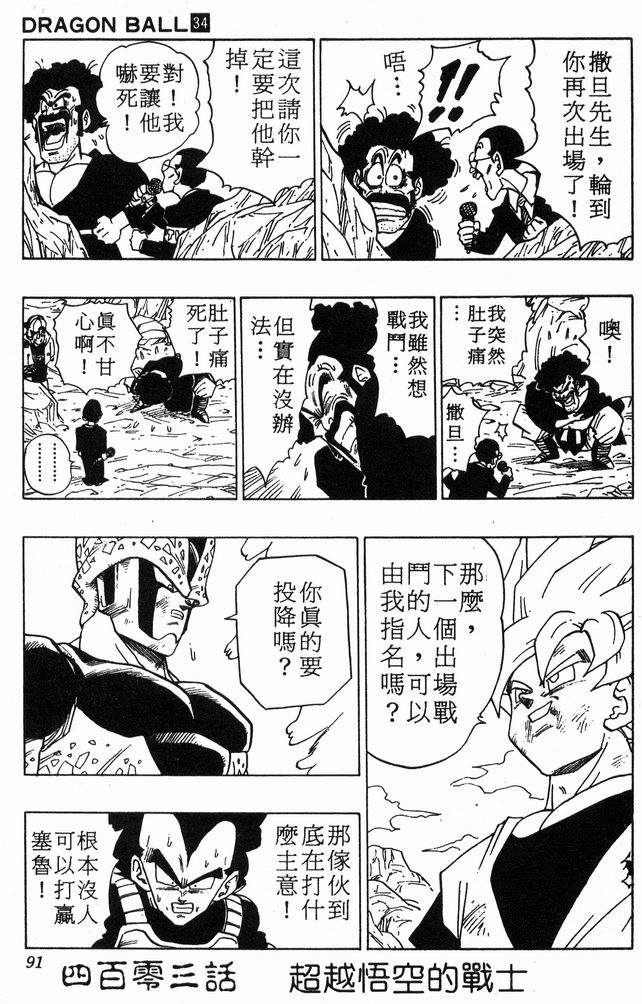 DRAGON BALL 34
撒旦先生，輪到
你再次出場了！
!!
唔…
這次請你一
定要把他幹
掉！
對！我
要讓他
嚇死！
噢！
我突然
肚子痛
…
撒旦…
我雖然想
戰鬥…
但實在沒辦
法…
肚子痛
死了！
眞不甘
心啊！
………
那麼，
下一個出場戰
鬥的人，可以
由我指名嗎？
你眞的要
投降嗎？
那傢伙到
底在打什
麼主意！
根本沒人
可以打贏
塞魯！
91
四百零三話 超越悟空的戰士